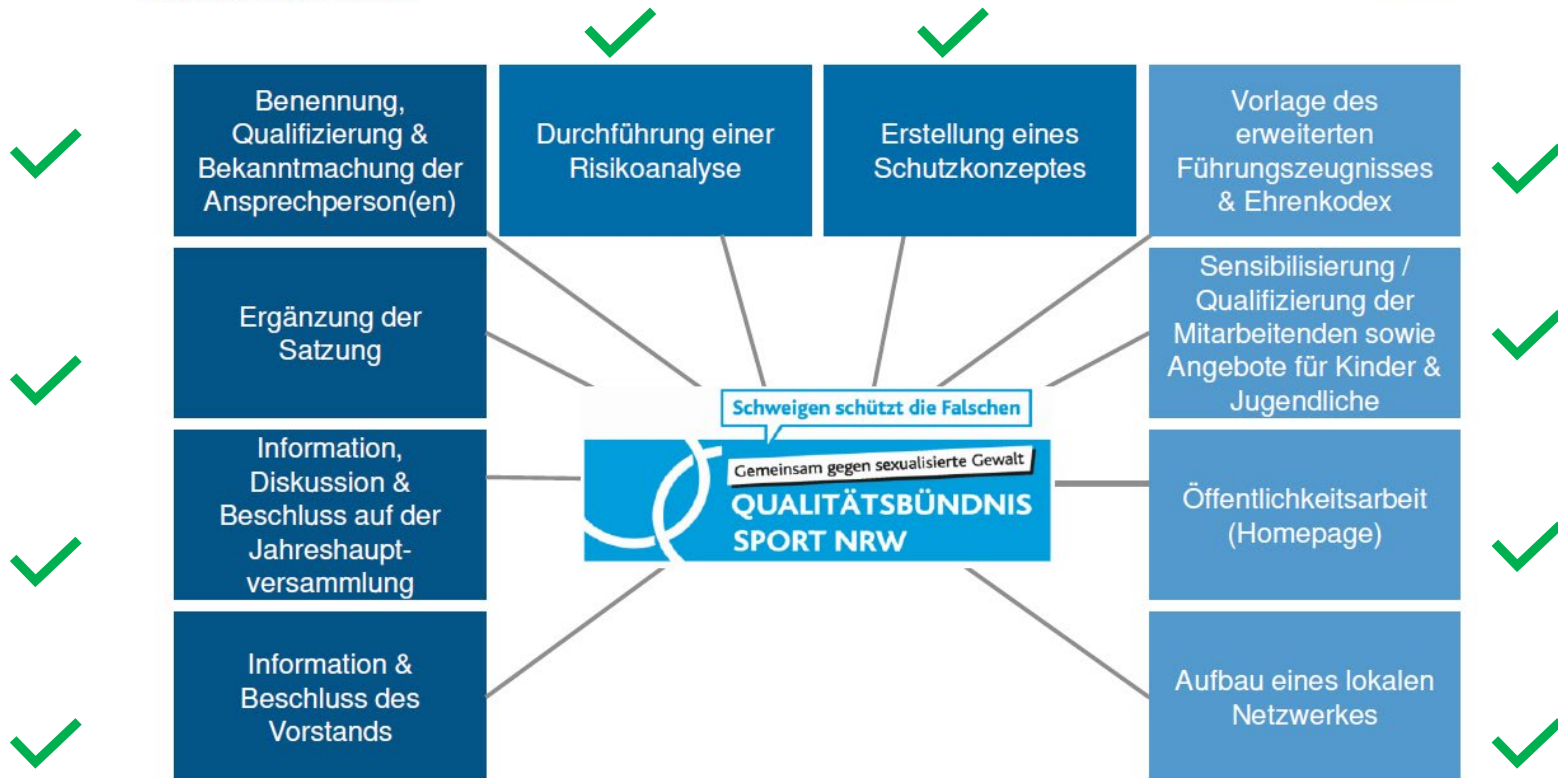 Benennung,
Qualifizierung &
Bekanntmachung der
Ansprechperson(en)
Durchführung einer
Risikoanalyse
Erstellung eines
Schutzkonzeptes
Vorlage des
erweiterten
Führungszeugnisses
& Ehrenkodex
Ergänzung der
Satzung
Sensibilisierung /
Qualifizierung der
Mitarbeitenden sowie
Angebote für Kinder &
Jugendliche
Schweigen schützt die Falschen
Gemeinsam gegen sexualisierte Gewalt
QUALITÄTSBÜNDNIS
SPORT NRW
Information,
Diskussion &
Beschluss auf der
Jahreshaupt-
versammlung
Öffentlichkeitsarbeit
(Homepage)
Information &
Beschluss des
Vorstands
Aufbau eines lokalen
Netzwerkes